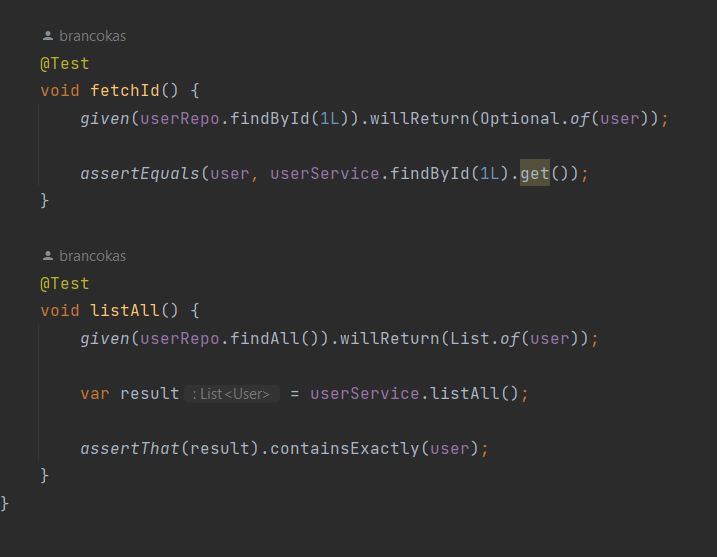 brancokas
@Test
void fetchId() {
given(userRepo.findById(1L)).willReturn(Optional.of(user));
assertEquals(user, userService.findById(1L).get());
}
brancokas
@Test
void listAll() {
given(userRepo.findAll()).willReturn(List.of(user));
var result : List<User> = userService.listAll();
assertThat(result).containsExactly(user);
}
}